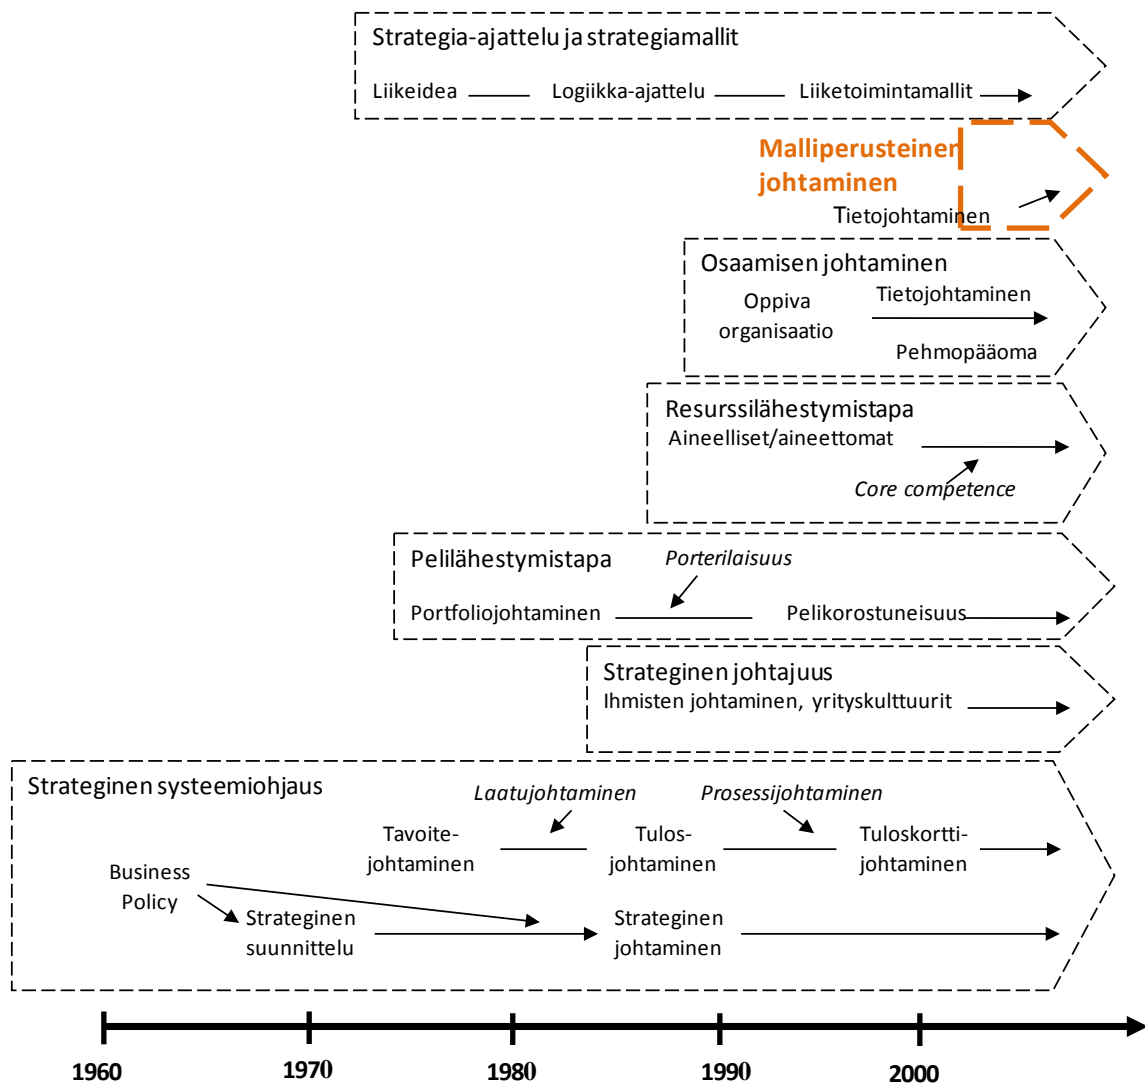 Strategia-ajattelu ja strategiamallit
Liikeidea
Logiikka-ajattelu
Liiketoimintamallit
Malliperusteinen
johtaminen
Tietojohtaminen
Osaamisen johtaminen
Oppiva
organisaatio
Tietojohtaminen
Pehmopääoma
Resurssilähestymistapa
Aineelliset/aineettomat
Core competence
Pelilähestymistapa
Porterilaisuus
Portfoliojohtaminen
Pelikorostuneisuus
Strateginen johtajuus
Ihmisten johtaminen, yrityskulttuurit
Strateginen systeemiohjaus
Laatujohtaminen
Prosessijohtaminen
Tavoite-
johtaminen
Tulos-
johtaminen
Tuloskortti-
johtaminen
Business
Policy
Strateginen
suunnittelu
Strateginen
johtaminen
1960
1970
1980
1990
2000